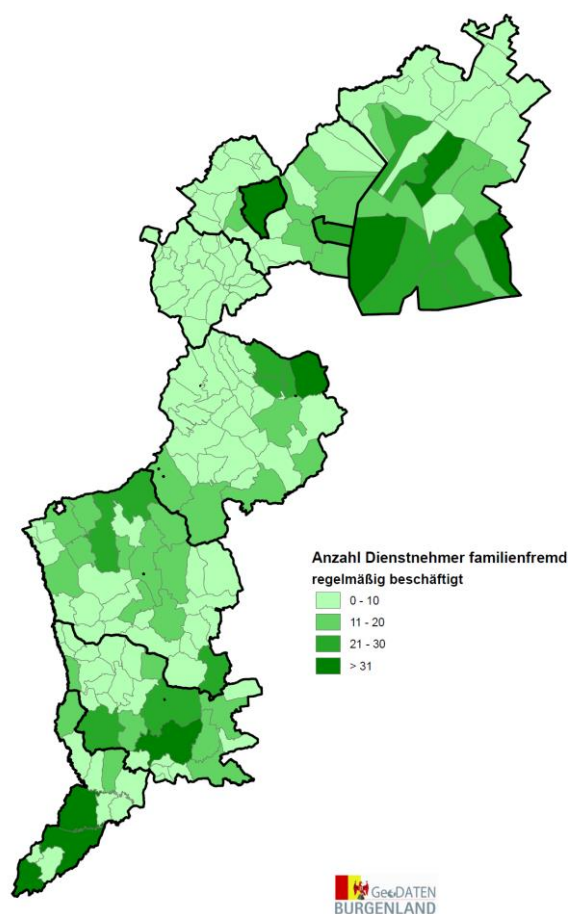 Anzahl Dienstnehmer familienfremd
regelmäßig beschäftigt
0 - 10
11 - 20
21 - 30
> 31
GeoDATEN
BURGENLAND